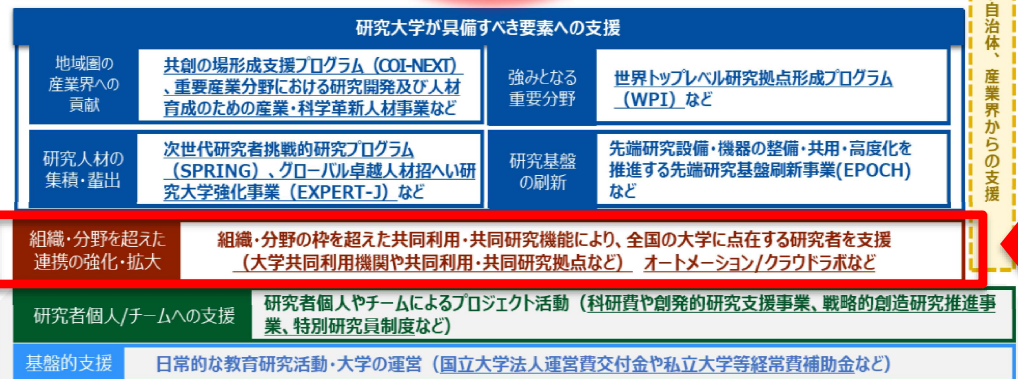 研究大学が具備すべき要素への支援
地域圏の
産業界への
貢献
共創の場形成支援プログラム(COI-NEXT)
、重要産業分野における研究開発及び人材
育成のための産業・科学革新人材事業など
強みとなる
重要分野
世界トップレベル研究拠点形成プログラム
(WPI)など
研究人材の
集積・輩出
次世代研究者挑戦的研究プログラム
(SPRING)、グローバル卓越人材招へい研
究大学強化事業(EXPERT-J)など
研究基盤
の刷新
先端研究設備・機器の整備・共用・高度化を
推進する先端研究基盤刷新事業(EPOCH)
など
自治体、産業界からの支援
組織・分野を超えた
連携の強化・拡大
組織・分野の枠を超えた共同利用・共同研究機能により、全国の大学に点在する研究者を支援
(大学共同利用機関や共同利用・共同研究拠点など) オートメーション/クラウドラボなど
研究者個人/チームへの支援
研究者個人やチームによるプロジェクト活動(科研費や創発的研究支援事業、戦略的創造研究推進事
業、特別研究員制度など)
基盤的支援
日常的な教育研究活動・大学の運営(国立大学法人運営費交付金や私立大学等経常費補助金など)